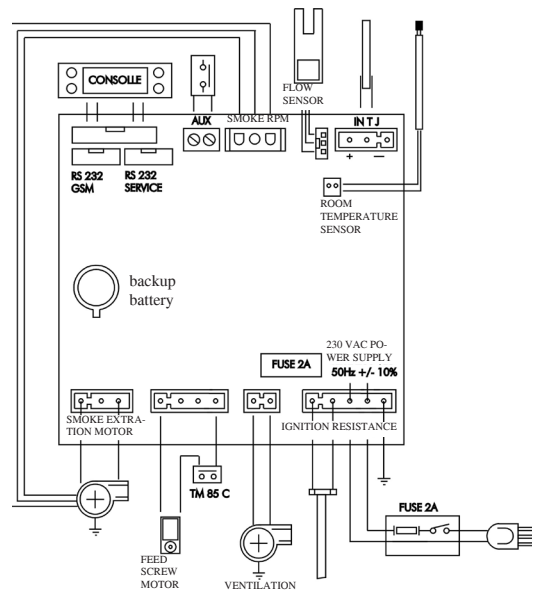 CONSOLLE
FLOW
SENSOR
AUX
SMOKE RPM
IN T J
+ −
RS 232
GSM
RS 232
SERVICE
ROOM
TEMPERATURE
SENSOR
backup
battery
230 VAC PO-
WER SUPPLY
50Hz +/- 10%
FUSE 2A
SMOKE EXTRA-
TION MOTOR
IGNITION RESISTANCE
TM 85 C
FUSE 2A
FEED
SCREW
MOTOR
VENTILATION